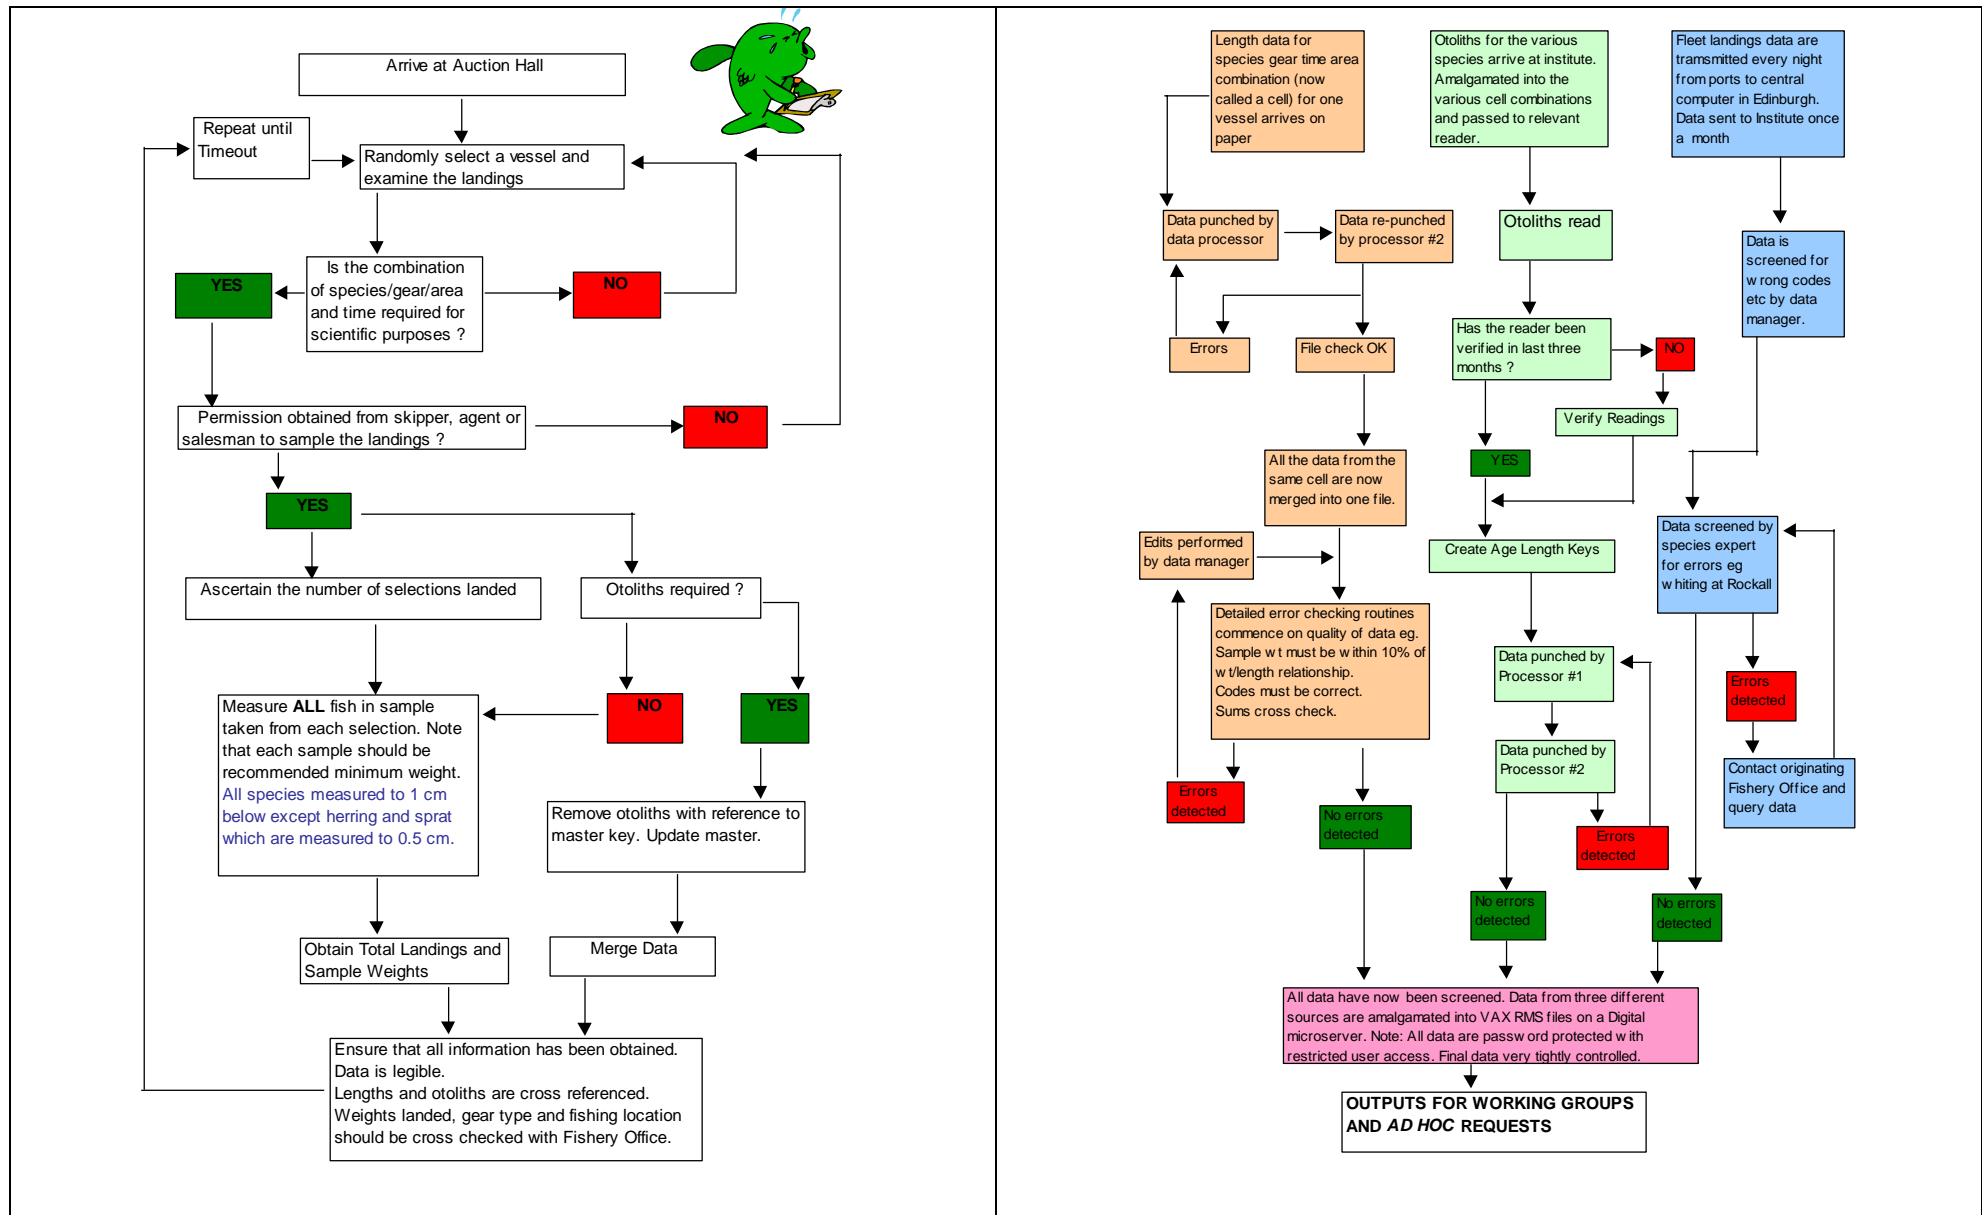 Arrive at Auction Hall
Repeat until
Timeout
Randomly select a vessel and
examine the landings
Is the combination
of species/gear/area
and time required for
scientific purposes ?
YES
NO
Permission obtained from skipper, agent or
salesman to sample the landings ?
NO
YES
Ascertain the number of selections landed
Otoliths required ?
Measure ALL fish in sample
taken from each selection. Note
that each sample should be
recommended minimum weight.
All species measured to 1 cm
below except herring and sprat
which are measured to 0.5 cm.
NO
YES
Remove otoliths with reference to
master key. Update master.
Obtain Total Landings and
Sample Weights
Merge Data
Ensure that all information has been obtained.
Data is legible.
Lengths and otoliths are cross referenced.
Weights landed, gear type and fishing location
should be cross checked with Fishery Office.
Length data for
species gear time area
combination (now
called a cell) for one
vessel arrives on
paper
Data punched by
data processor
Data re-punched
by processor #2
Errors
File check OK
All the data from the
same cell are now
merged into one file.
Edits performed
by data manager
Detailed error checking routines
commence on quality of data eg.
Sample wt must be within 10% of
wt/length relationship.
Codes must be correct.
Sums cross check.
Errors
detected
No errors
detected
Otoliths for the various
species arrive at institute.
Amalgamated into the
various cell combinations
and passed to relevant
reader.
Otoliths read
Has the reader been
verified in last three
months ?
NO
Verify Readings
YES
Create Age Length Keys
Data punched by
Processor #1
Data punched by
Processor #2
Errors
detected
No errors
detected
Fleet landings data are
tramsmitted every night
from ports to central
computer in Edinburgh.
Data sent to Institute once
a month
Data is
screened for
wrong codes
etc by data
manager.
Data screened by
species expert
for errors eg
whiting at Rockall
Errors
detected
Contact originating
Fishery Office and
query data
No errors
detected
All data have now been screened. Data from three different
sources are amalgamated into VAX RMS files on a Digital
microserver. Note: All data are password protected with
restricted user access. Final data very tightly controlled.
OUTPUTS FOR WORKING GROUPS
AND AD HOC REQUESTS